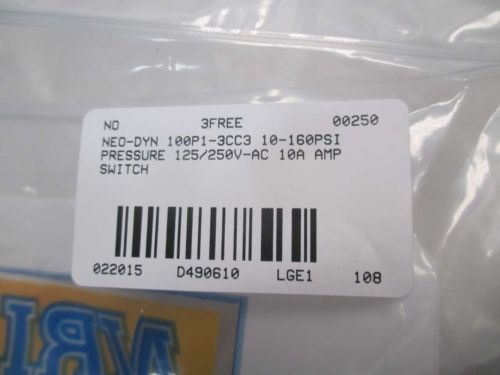 NO 3FREE 00250
NEO-DYN 100P1-3CC3 10-160PSI
PRESSURE 125/250V-AC 10A AMP
SWITCH
022015 D490610 LGE1 108